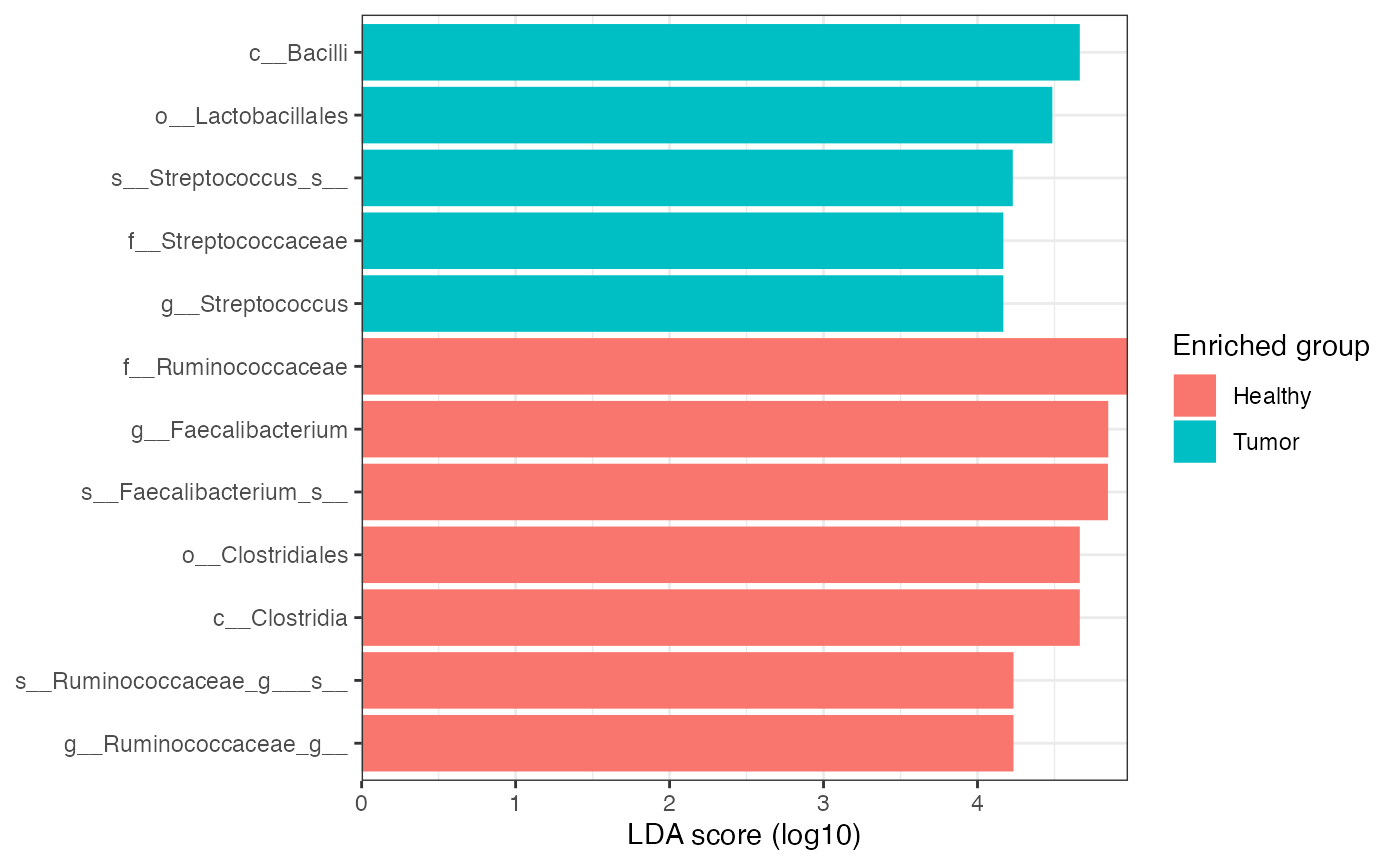 c__Bacilli
o__Lactobacillales
s__Streptococcus_s__
f__Streptococcaceae
g__Streptococcus
f__Ruminococcaceae
g__Faecalibacterium
s__Faecalibacterium_s__
o__Clostridiales
c__Clostridia
s__Ruminococcaceae_g___s__
g__Ruminococcaceae_g__
0 1 2 3 4
LDA score (log10)
Enriched group
Healthy
Tumor